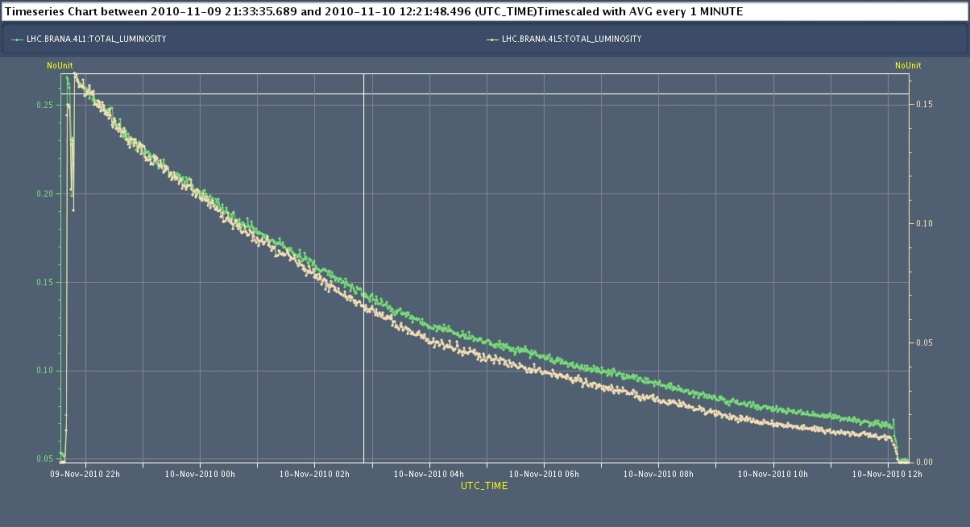 Timeseries Chart between 2010-11-09 21:33:35.689 and 2010-11-10 12:21:48.496 (UTC_TIME)Timescaled with AVG every 1 MINUTE
LHC.BRANA.4L1:TOTAL_LUMINOSITY LHC.BRANA.4L5:TOTAL_LUMINOSITY
NoUnit NoUnit
0.25 0.15
0.20 0.10
0.15
0.10 0.05
0.05 0.00
09-Nov-2010 22h 10-Nov-2010 00h 10-Nov-2010 02h 10-Nov-2010 04h 10-Nov-2010 06h 10-Nov-2010 08h 10-Nov-2010 10h 10-Nov-2010 12h
UTC_TIME